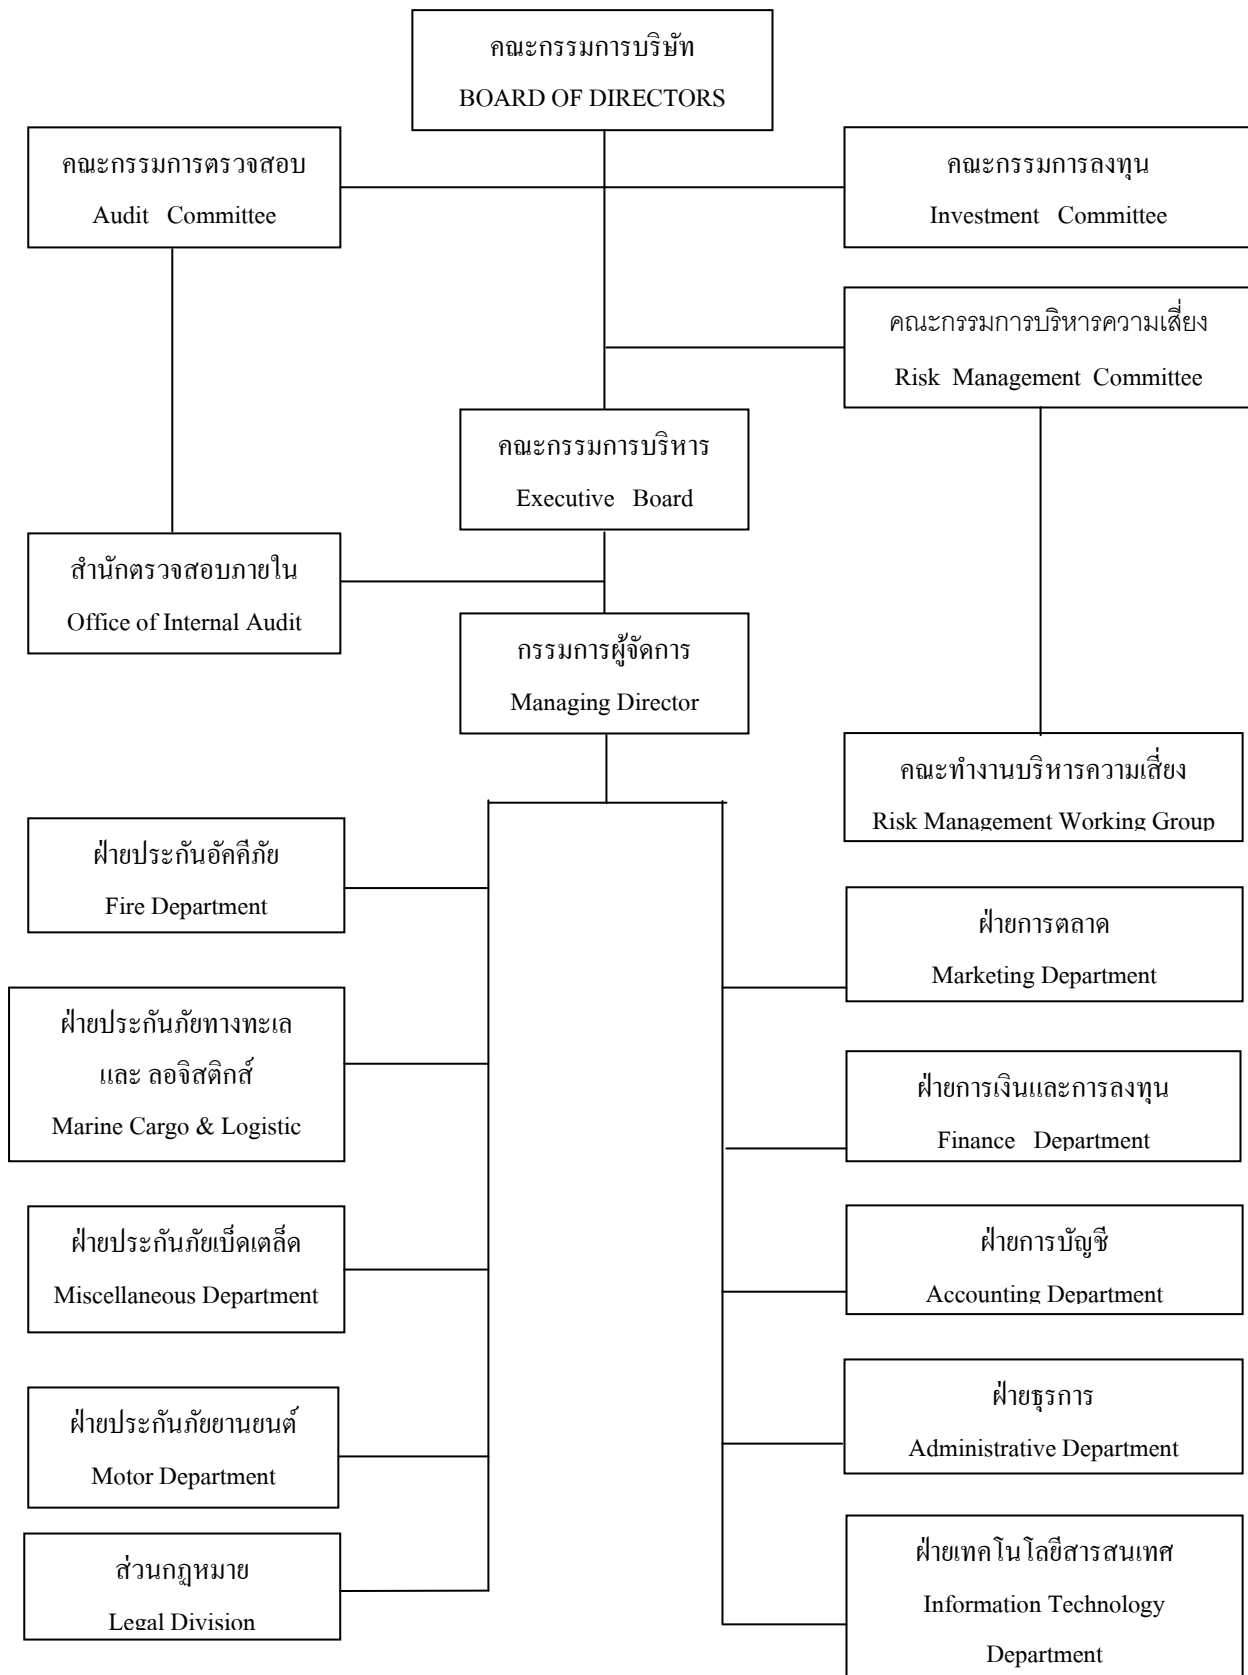 คณะกรรมการบริษัท
BOARD OF DIRECTORS
คณะกรรมการตรวจสอบ
Audit Committee
คณะกรรมการลงทุน
Investment Committee
คณะกรรมการบริหารความเสี่ยง
Risk Management Committee
คณะกรรมการบริหาร
Executive Board
สำนักตรวจสอบภายใน
Office of Internal Audit
กรรมการผู้จัดการ
Managing Director
คณะทำงานบริหารความเสี่ยง
Risk Management Working Group
ฝ่ายประกันอัคคีภัย
Fire Department
ฝ่ายการตลาด
Marketing Department
ฝ่ายประกันภัยทางทะเล
และ ลอจิสติกส์
Marine Cargo & Logistic
ฝ่ายการเงินและการลงทุน
Finance Department
ฝ่ายประกันภัยเบ็ดเตล็ด
Miscellaneous Department
ฝ่ายการบัญชี
Accounting Department
ฝ่ายประกันภัยยานยนต์
Motor Department
ฝ่ายธุรการ
Administrative Department
ส่วนกฏหมาย
Legal Division
ฝ่ายเทคโนโลยีสารสนเทศ
Information Technology
Department